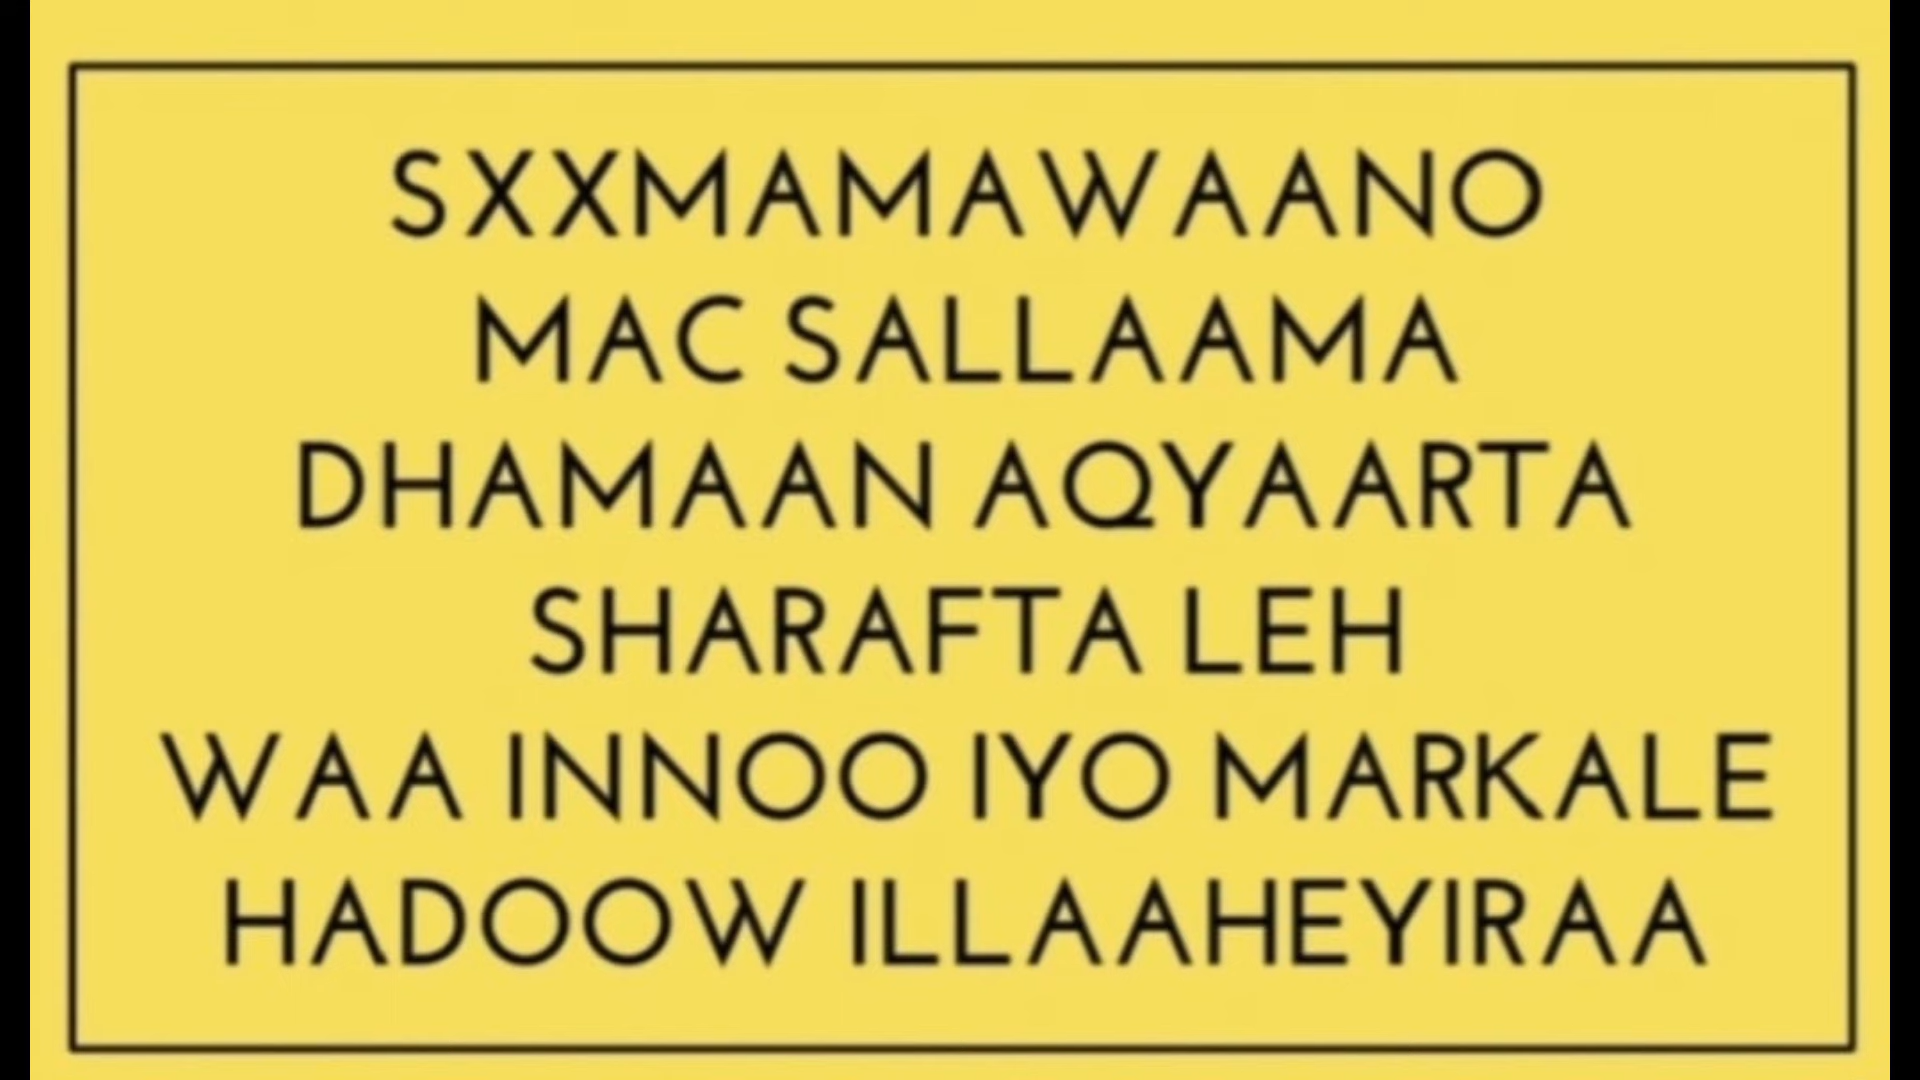 SXXMAMAWAANO
MAC SALLAAMA
DHAMAAN AQYAARTA
SHARAFTA LEH
WAA INNOO IYO MARKALE
HADOOW ILLAAHEYIRAA